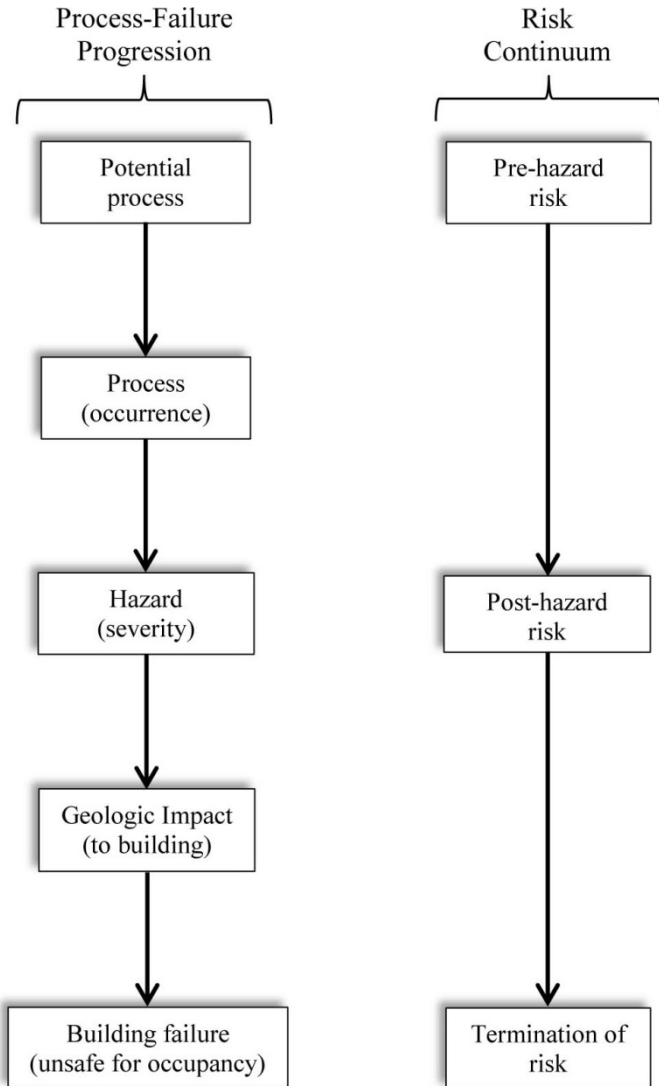 Process-Failure
Progression
Risk
Continuum
Potential
process
Pre-hazard
risk
Process
(occurrence)
Hazard
(severity)
Post-hazard
risk
Geologic Impact
(to building)
Building failure
(unsafe for occupancy)
Termination of
risk